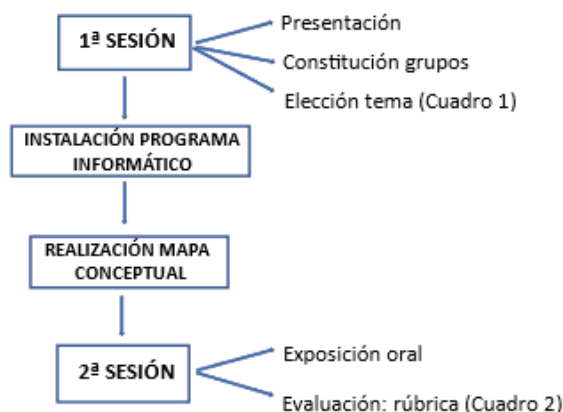 1ª SESIÓN
Presentación
Constitución grupos
Elección tema (Cuadro 1)
INSTALACIÓN PROGRAMA
INFORMÁTICO
REALIZACIÓN MAPA
CONCEPTUAL
2ª SESIÓN
Exposición oral
Evaluación: rúbrica (Cuadro 2)